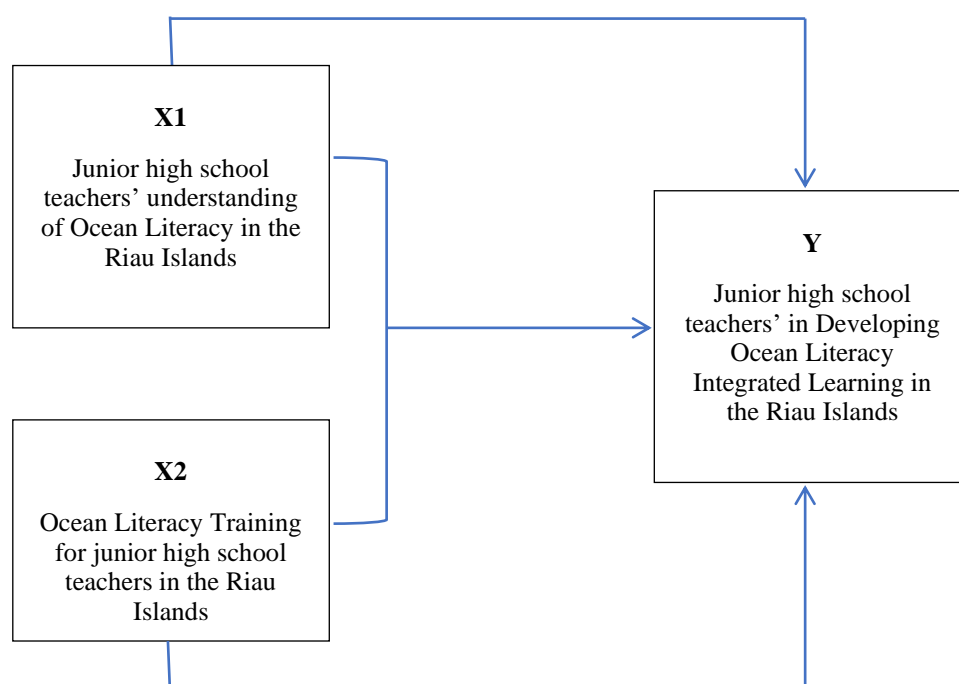 X1
Junior high school
teachers’ understanding
of Ocean Literacy in the
Riau Islands
X2
Ocean Literacy Training
for junior high school
teachers in the Riau
Islands
Y
Junior high school
teachers’ in Developing
Ocean Literacy
Integrated Learning in
the Riau Islands